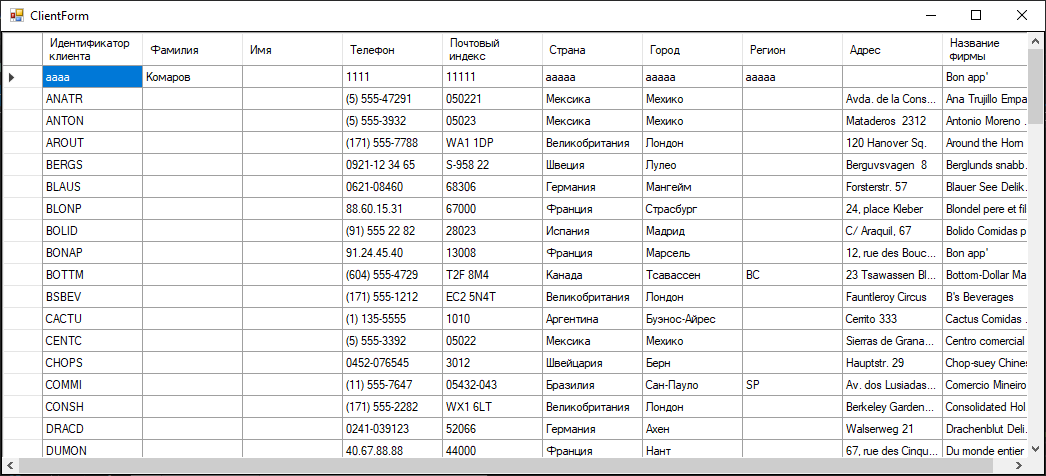 ClientForm
Идентификатор клиента Фамилия Имя Телефон Почтовый индекс Страна Город Регион Адрес Название фирмы
aaaa Комаров 1111 11111 ааааа ааааа ааааа Bon app'
ANATR (5) 555-47291 050221 Мексика Мехико Avda. de la Cons... Ana Trujillo Empa
ANTON (5) 555-3932 05023 Мексика Мехико Mataderos 2312 Antonio Moreno .
AROUT (171) 555-7788 WA1 1DP Великобритания Лондон 120 Hanover Sq. Around the Horn
BERGS 0921-12 34 65 S-958 22 Швеция Лулео Berguvsvagen 8 Berglunds snabb.
BLAUS 0621-08460 68306 Германия Мангейм Forsterstr. 57 Blauer See Delik.
BLONP 88.60.15.31 67000 Франция Страсбург 24, place Kleber Blondel pere et fil
BOLID (91) 555 22 82 28023 Испания Мадрид C/ Araquil, 67 Bolido Comidas p
BONAP 91.24.45.40 13008 Франция Марсель 12, rue des Bouc... Bon app'
BOTTM (604) 555-4729 T2F 8M4 Канада Тсавассен BC 23 Tsawassen Bl... Bottom-Dollar Ma
BSBEV (171) 555-1212 EC2 5NT Великобритания Лондон Fauntleroy Circus B's Beverages
CACTU (1) 135-5555 1010 Аргентина Буэнос-Айрес Cerrito 333 Cactus Comidas .
CENTC (5) 555-3392 05022 Мексика Мехико Sierras de Grana... Centro comercial
CHOPS 0452-076545 3012 Швейцария Берн Hauptstr. 29 Chop-suey Chines
COMMI (11) 555-7647 05432-043 Бразилия Сан-Пауло SP Av. dos Lusiadas... Comercio Mineiro
CONSH (171) 555-2282 WX1 6LT Великобритания Лондон Berkeley Garden... Consolidated Hol
DRACD 0241-039123 52066 Германия Ахен Walserweg 21 Drachenblut Deli.
DUMON 40.67.88.88 44000 Франция Нант 67, rue des Cinqu... Du monde entier